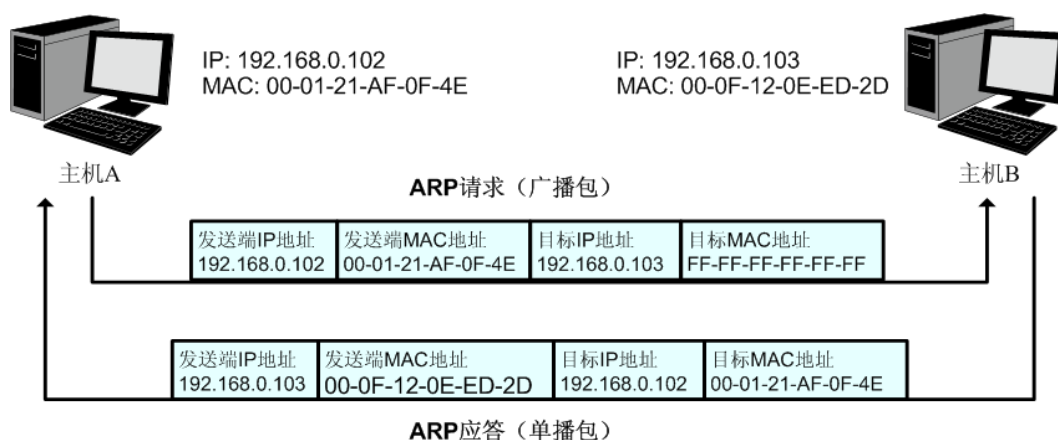 IP: 192.168.0.102
MAC: 00-01-21-AF-0F-4E
IP: 192.168.0.103
MAC: 00-0F-12-0E-ED-2D
主机A
主机B
ARP请求（广播包）
发送端IP地址
192.168.0.102
发送端MAC地址
00-01-21-AF-0F-4E
目标IP地址
192.168.0.103
目标MAC地址
FF-FF-FF-FF-FF-FF
发送端IP地址
192.168.0.103
发送端MAC地址
00-0F-12-0E-ED-2D
目标IP地址
192.168.0.102
目标MAC地址
00-01-21-AF-0F-4E
ARP应答（单播包）